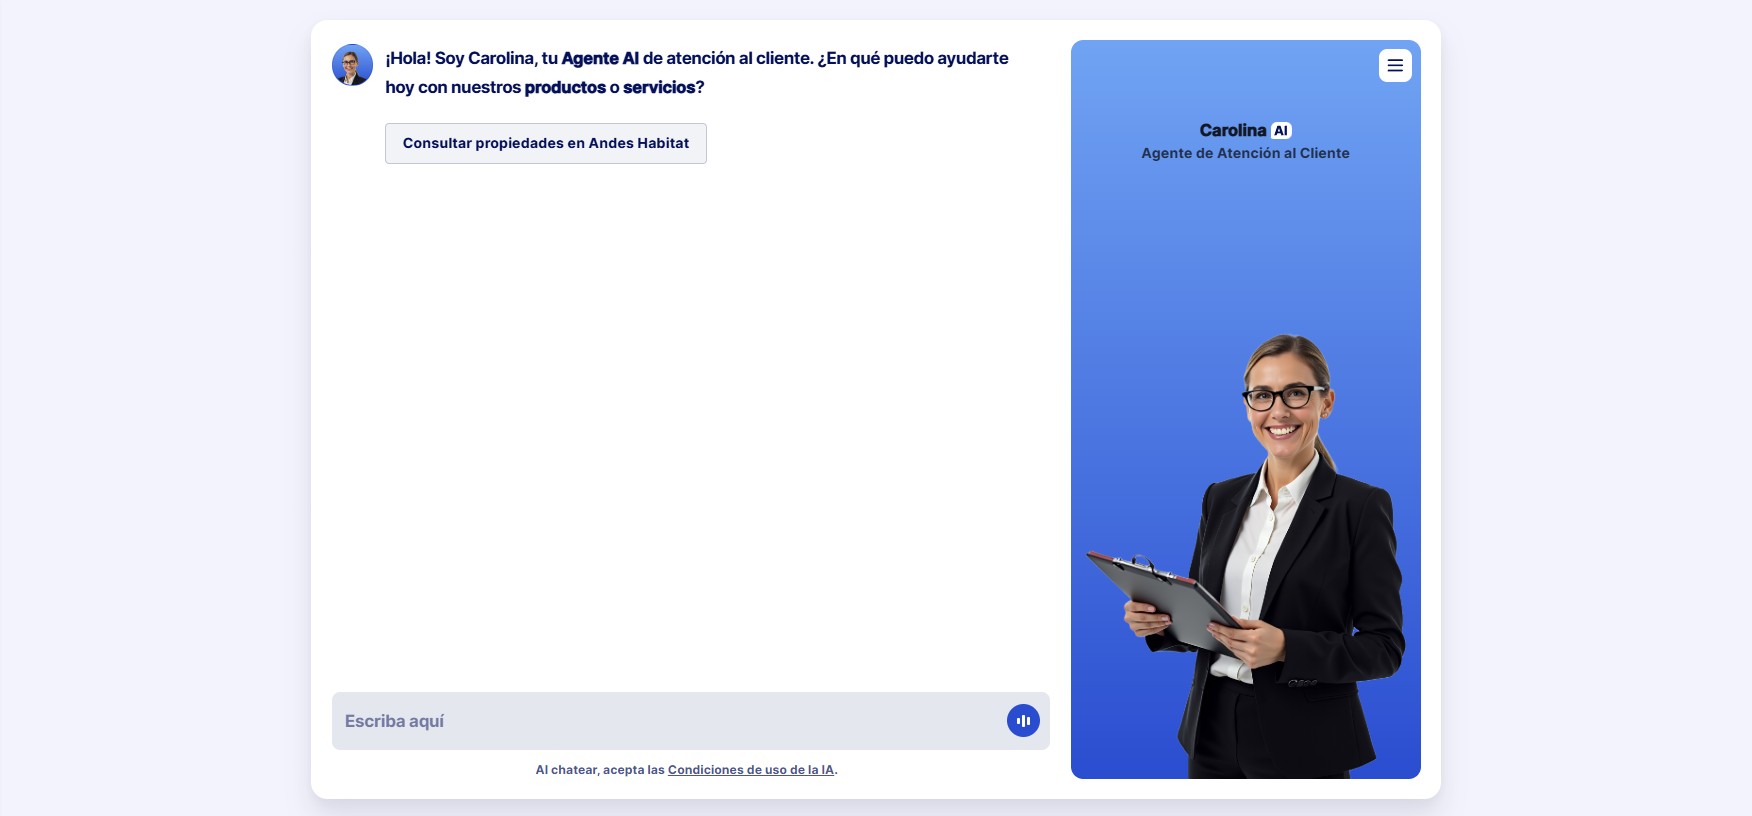 ¡Hola! Soy Carolina, tu Agente AI de atención al cliente. ¿En qué puedo ayudarte
hoy con nuestros productos o servicios?
Consultar propiedades en Andes Habitat
Escriba aquí
Al chatear, acepta las Condiciones de uso de la IA.
Carolina AI
Agente de Atención al Cliente